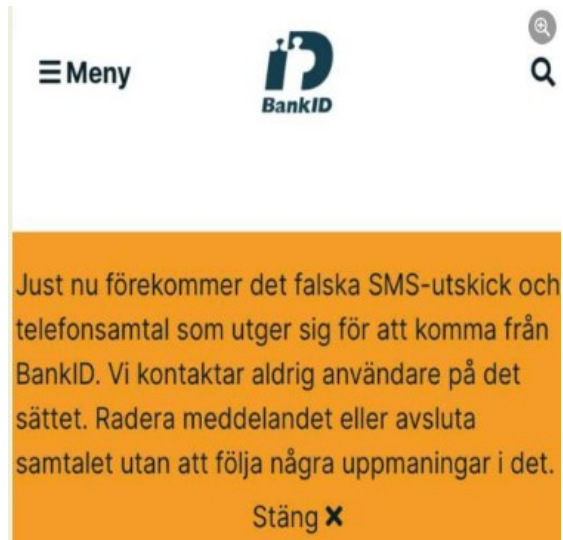 Meny
BankID
Just nu förekommer det falska SMS-utskick och
telefonsamtal som utger sig för att komma från
BankID. Vi kontaktar aldrig användare på det
sättet. Radera meddelandet eller avsluta
samtalet utan att följa några uppmaningar i det.
Stäng